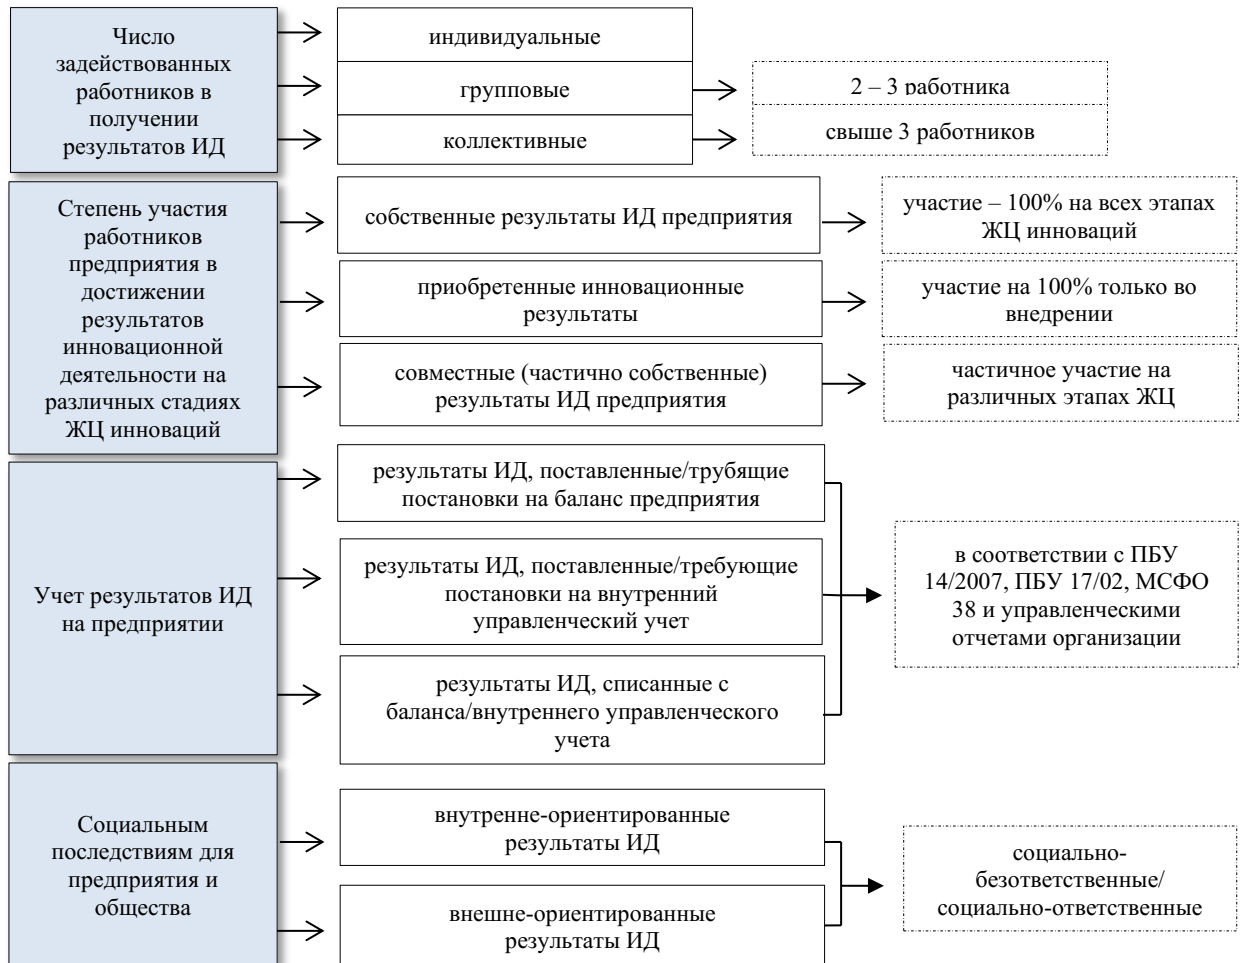 Число
задействованных
работников в
получении
результатов ИД
индивидуальные
групповые
2 – 3 работника
коллективные
свыше 3 работников
Степень участия
работников
предприятия в
достижении
результатов
инновационной
деятельности на
различных стадиях
ЖЦ инноваций
собственные результаты ИД предприятия
участие – 100% на всех этапах
ЖЦ инноваций
приобретенные инновационные
результаты
участие на 100% только во
внедрении
совместные (частично собственные)
результаты ИД предприятия
частичное участие на
различных этапах ЖЦ
Учет результатов ИД
на предприятии
результаты ИД, поставленные/трубящие
постановки на баланс предприятия
результаты ИД, поставленные/требующие
постановки на внутренний
управленческий учет
результаты ИД, списанные с
баланса/внутреннего управленческого
учета
в соответствии с ПБУ
14/2007, ПБУ 17/02, МСФО
38 и управленческими
отчетами организации
Социальным
последствиям для
предприятия и
общества
внутренне-ориентированные
результаты ИД
внешне-ориентированные
результаты ИД
социально-
безответственные/
социально-ответственные